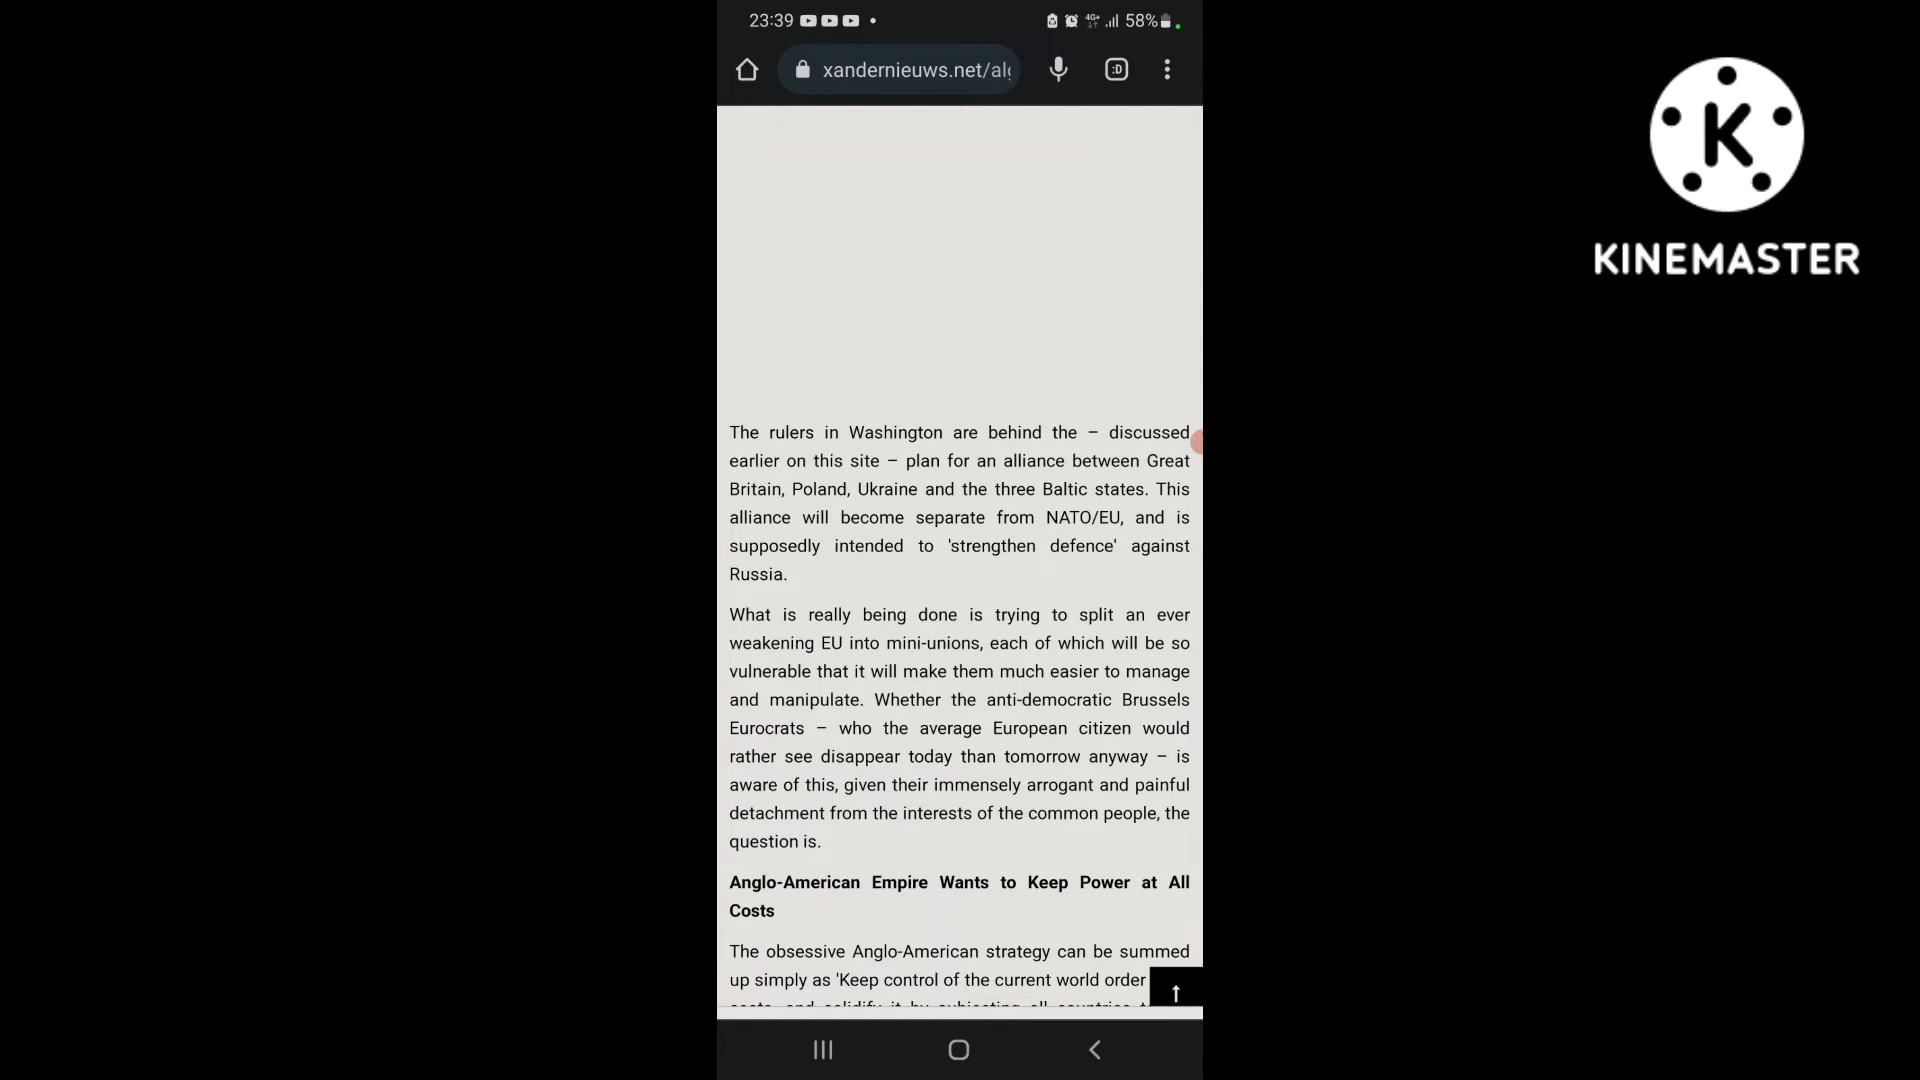 23:39
4G+
58%
xandernieuws.net/al
:D
K
KINEMASTER
The rulers in Washington are behind the – discussed
earlier on this site – plan for an alliance between Great
Britain, Poland, Ukraine and the three Baltic states. This
alliance will become separate from NATO/EU, and is
supposedly intended to 'strengthen defence' against
Russia.
What is really being done is trying to split an ever
weakening EU into mini-unions, each of which will be so
vulnerable that it will make them much easier to manage
and manipulate. Whether the anti-democratic Brussels
Eurocrats – who the average European citizen would
rather see disappear today than tomorrow anyway – is
aware of this, given their immensely arrogant and painful
detachment from the interests of the common people, the
question is.
Anglo-American Empire Wants to Keep Power at All
Costs
The obsessive Anglo-American strategy can be summed
up simply as 'Keep control of the current world order